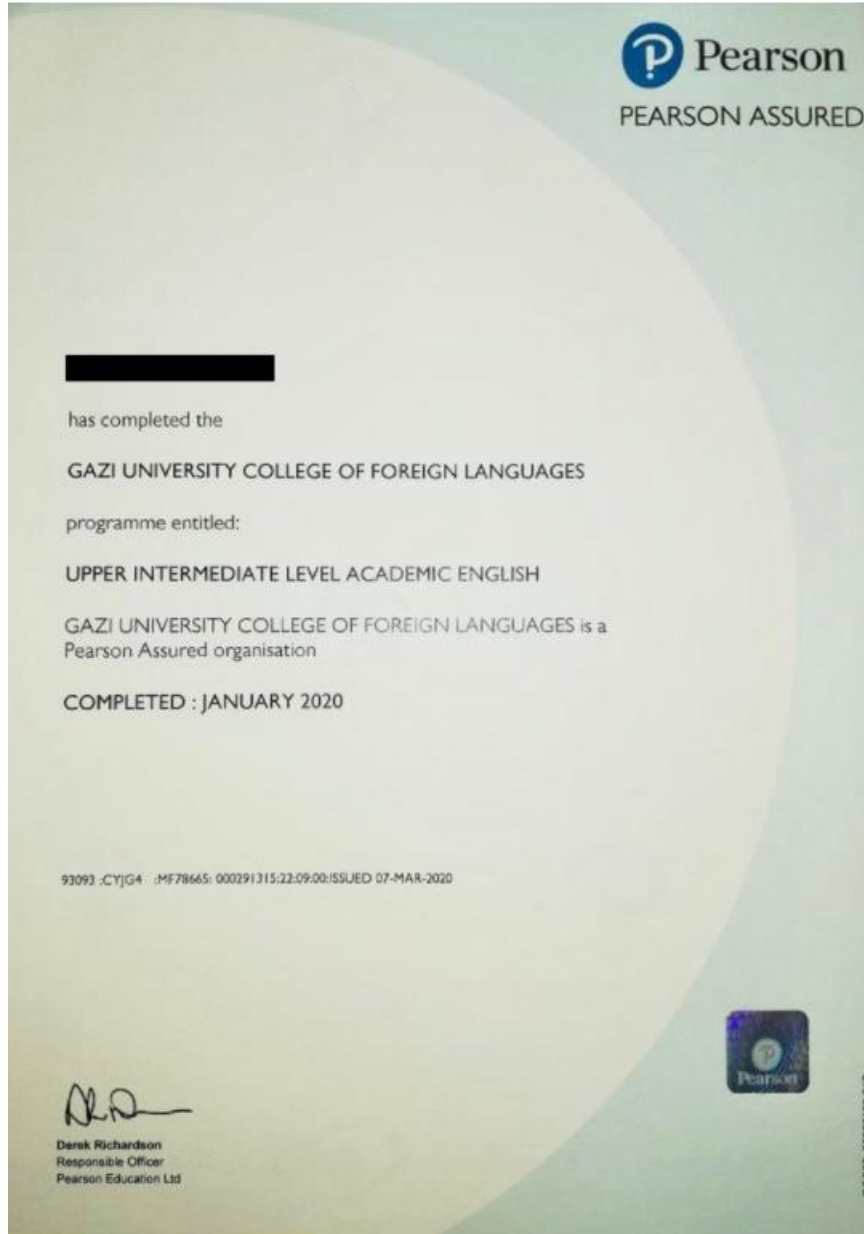 Pearson
PEARSON ASSURED
has completed the
GAZI UNIVERSITY COLLEGE OF FOREIGN LANGUAGES
programme entitled:
UPPER INTERMEDIATE LEVEL ACADEMIC ENGLISH
GAZI UNIVERSITY COLLEGE OF FOREIGN LANGUAGES is a
Pearson Assured organisation
COMPLETED : JANUARY 2020
93093 :CYJG4 :MF78665: 000291315:22:09:00:ISSUED 07-MAR-2020
Pearson
Derek Richardson
Responsible Officer
Pearson Education Ltd